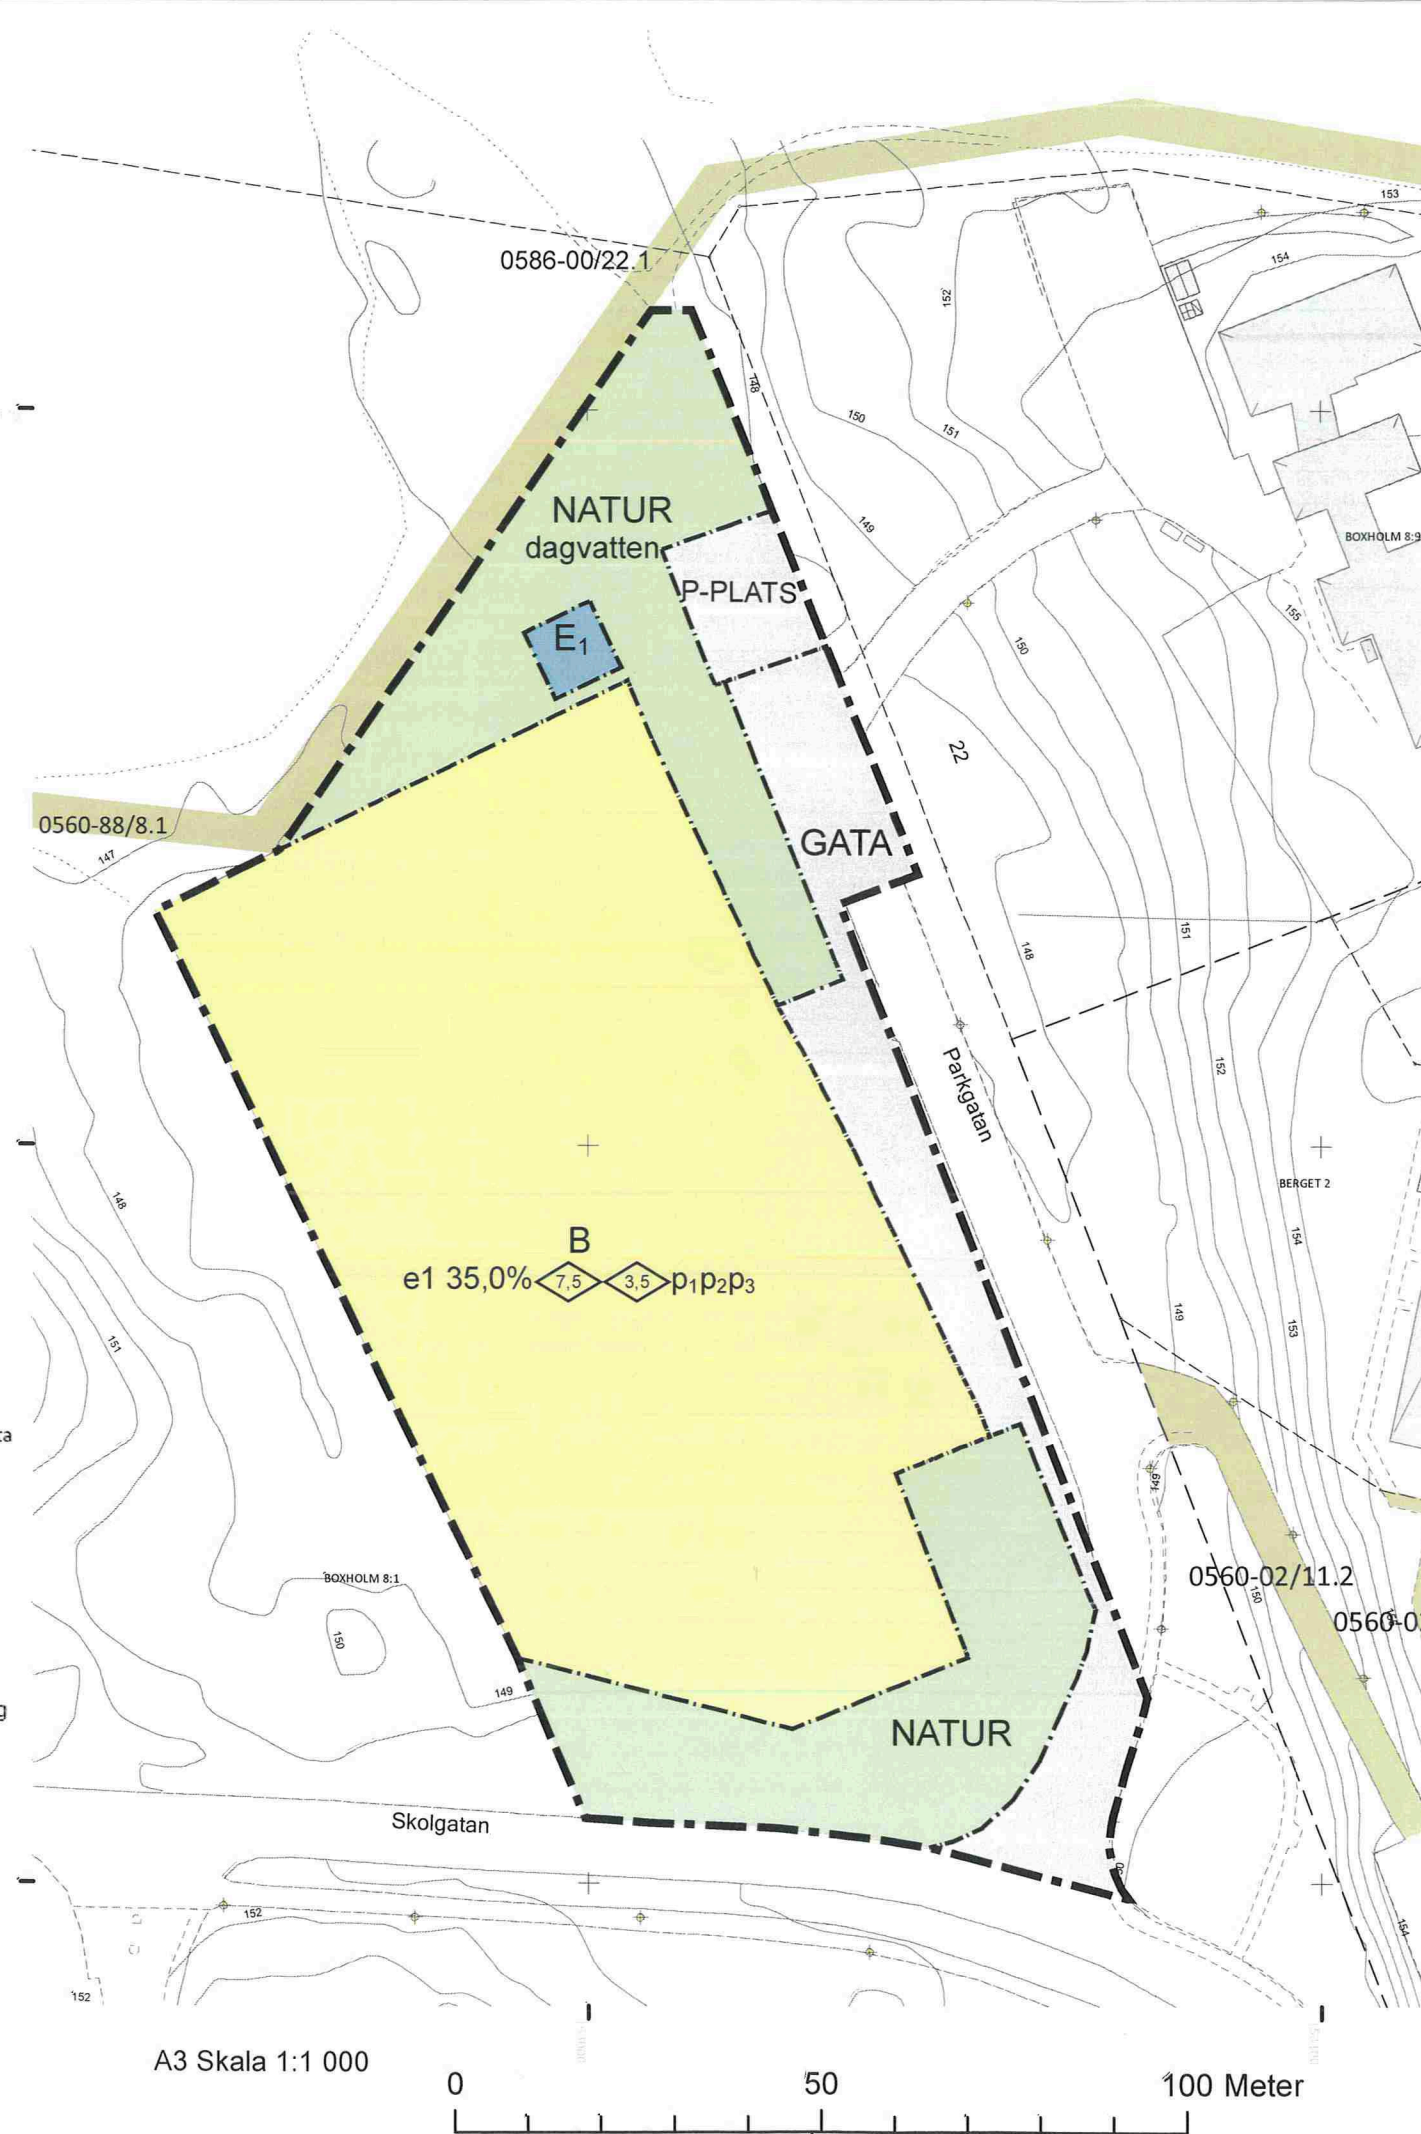 153
154
0586-00/22.1
152
148
150
151
NATUR
dagvatten
149
BOXHOLM 8:9
P-PLATS
155
E₁
150
22
0560-88/8.1
GATA
147
151
148
Parkgatan
152
BERGET 2
148
154
B
e1 35,0% 7,5 3,5 p₁p₂p₃
149
153
151
ta
149
BOXHOLM 8:1
0560-02/11.2
150
150
149
g
NATUR
Skolgatan
152
154
152
A3 Skala 1:1 000
0 50 100 Meter